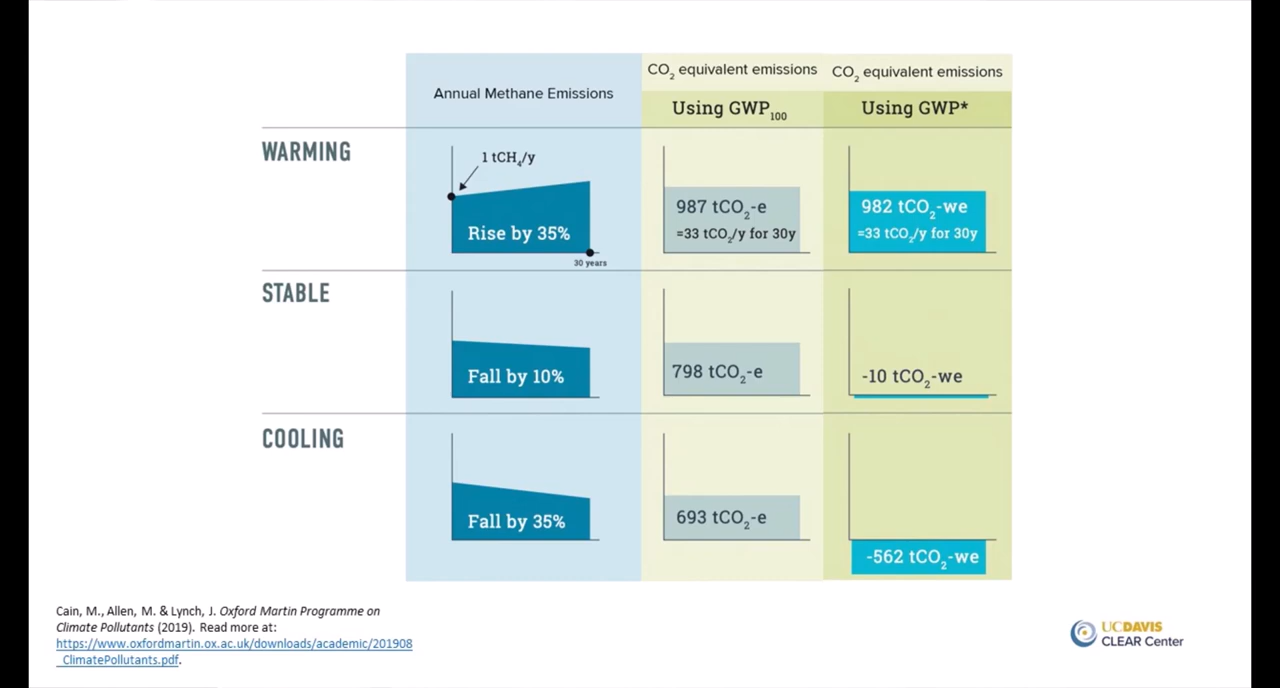 Annual Methane Emissions
CO₂ equivalent emissions
Using GWP₁₀₀
CO₂ equivalent emissions
Using GWP*
WARMING
1 tCH₄/y
Rise by 35%
30 years
987 tCO₂-e
=33 tCO₂/y for 30y
982 tCO₂-we
=33 tCO₂/y for 30y
STABLE
Fall by 10%
798 tCO₂-e
-10 tCO₂-we
COOLING
Fall by 35%
693 tCO₂-e
-562 tCO₂-we
Cain, M., Allen, M. & Lynch, J. Oxford Martin Programme on
Climate Pollutants (2019). Read more at:
https://www.oxfordmartin.ox.ac.uk/downloads/academic/201908
_ClimatePollutants.pdf.
UCDAVIS
CLEAR Center